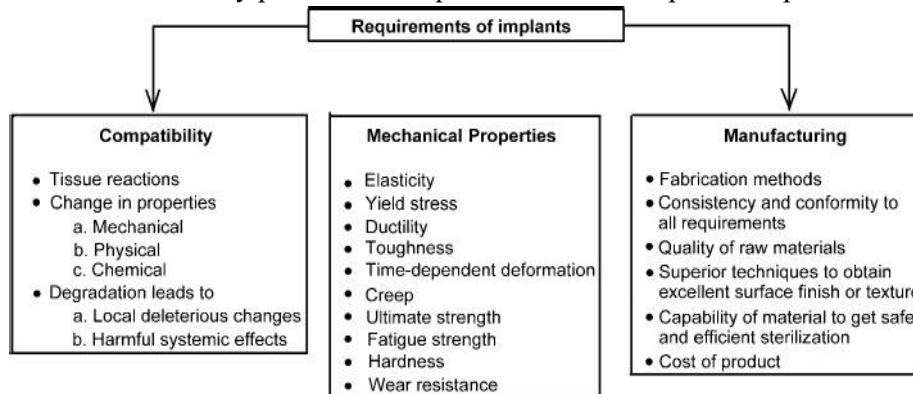 Requirements of implants
Compatibility
• Tissue reactions
• Change in properties
a. Mechanical
b. Physical
c. Chemical
• Degradation leads to
a. Local deleterious changes
b. Harmful systemic effects
Mechanical Properties
• Elasticity
• Yield stress
• Ductility
• Toughness
• Time-dependent deformation
• Creep
• Ultimate strength
• Fatigue strength
• Hardness
• Wear resistance
Manufacturing
• Fabrication methods
• Consistency and conformity to
all requirements
• Quality of raw materials
• Superior techniques to obtain
excellent surface finish or texture
• Capability of material to get safe
and efficient sterilization
• Cost of product